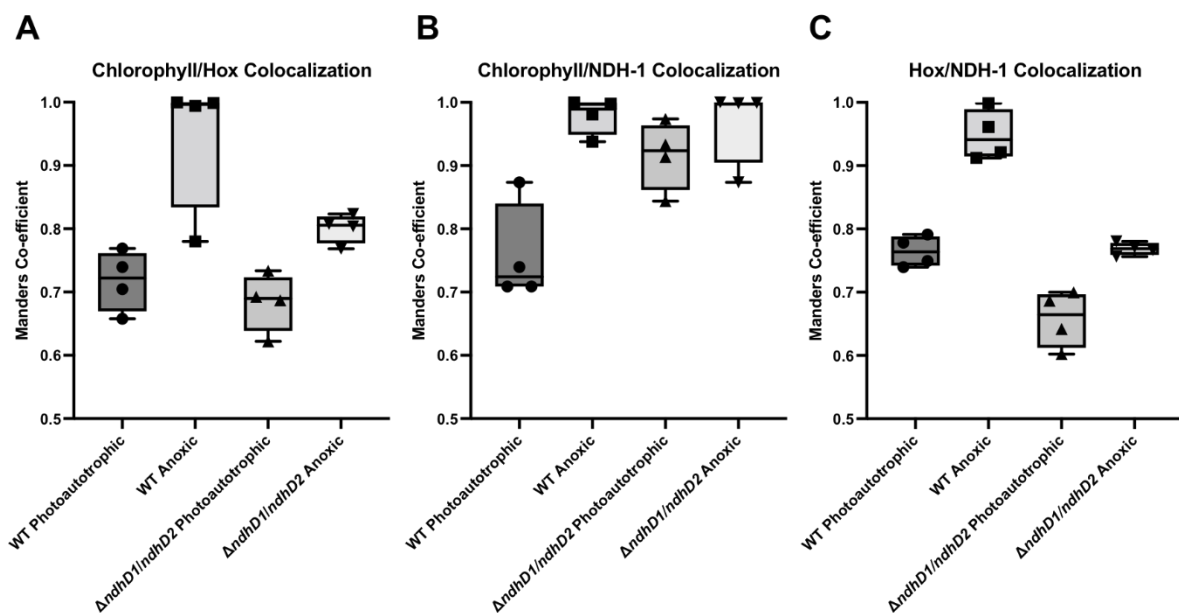 A
Chlorophyll/Hox Colocalization
Manders Co-efficient
1.0
0.9
0.8
0.7
0.6
0.5
WT Photoautotrophic
WT Anoxic
ΔndhD1/ndhD2 Photoautotrophic
ΔndhD1/ndhD2 Anoxic
B
Chlorophyll/NDH-1 Colocalization
Manders Co-efficient
1.0
0.9
0.8
0.7
0.6
0.5
WT Photoautotrophic
WT Anoxic
ΔndhD1/ndhD2 Photoautotrophic
ΔndhD1/ndhD2 Anoxic
C
Hox/NDH-1 Colocalization
Manders Co-efficient
1.0
0.9
0.8
0.7
0.6
0.5
WT Photoautotrophic
WT Anoxic
ΔndhD1/ndhD2 Photoautotrophic
ΔndhD1/ndhD2 Anoxic